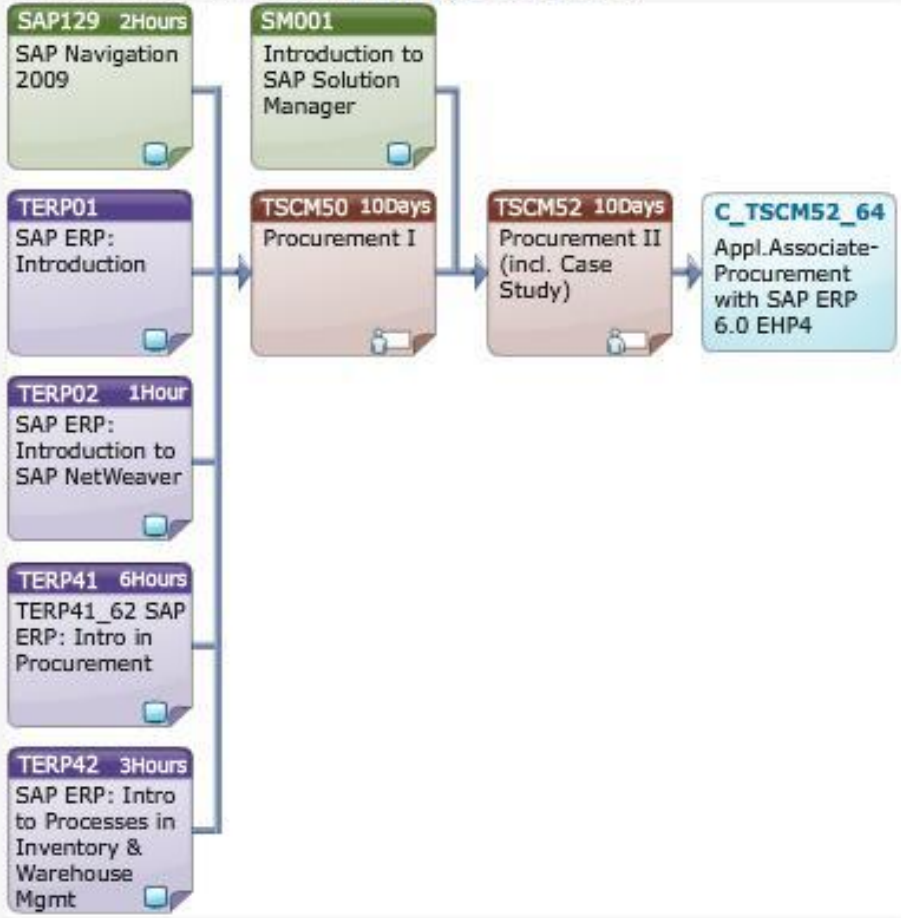 SAP129 2Hours
SAP Navigation
2009
SM001
Introduction to
SAP Solution
Manager
TERP01
SAP ERP:
Introduction
TSCM50 10Days
Procurement I
TSCM52 10Days
Procurement II
(incl. Case
Study)
C_TSCM52_64
Appl.Associate-
Procurement
with SAP ERP
6.0 EHP4
TERP02 1Hour
SAP ERP:
Introduction to
SAP NetWeaver
TERP41 6Hours
TERP41_62 SAP
ERP: Intro in
Procurement
TERP42 3Hours
SAP ERP: Intro
to Processes in
Inventory &
Warehouse
Mgmt